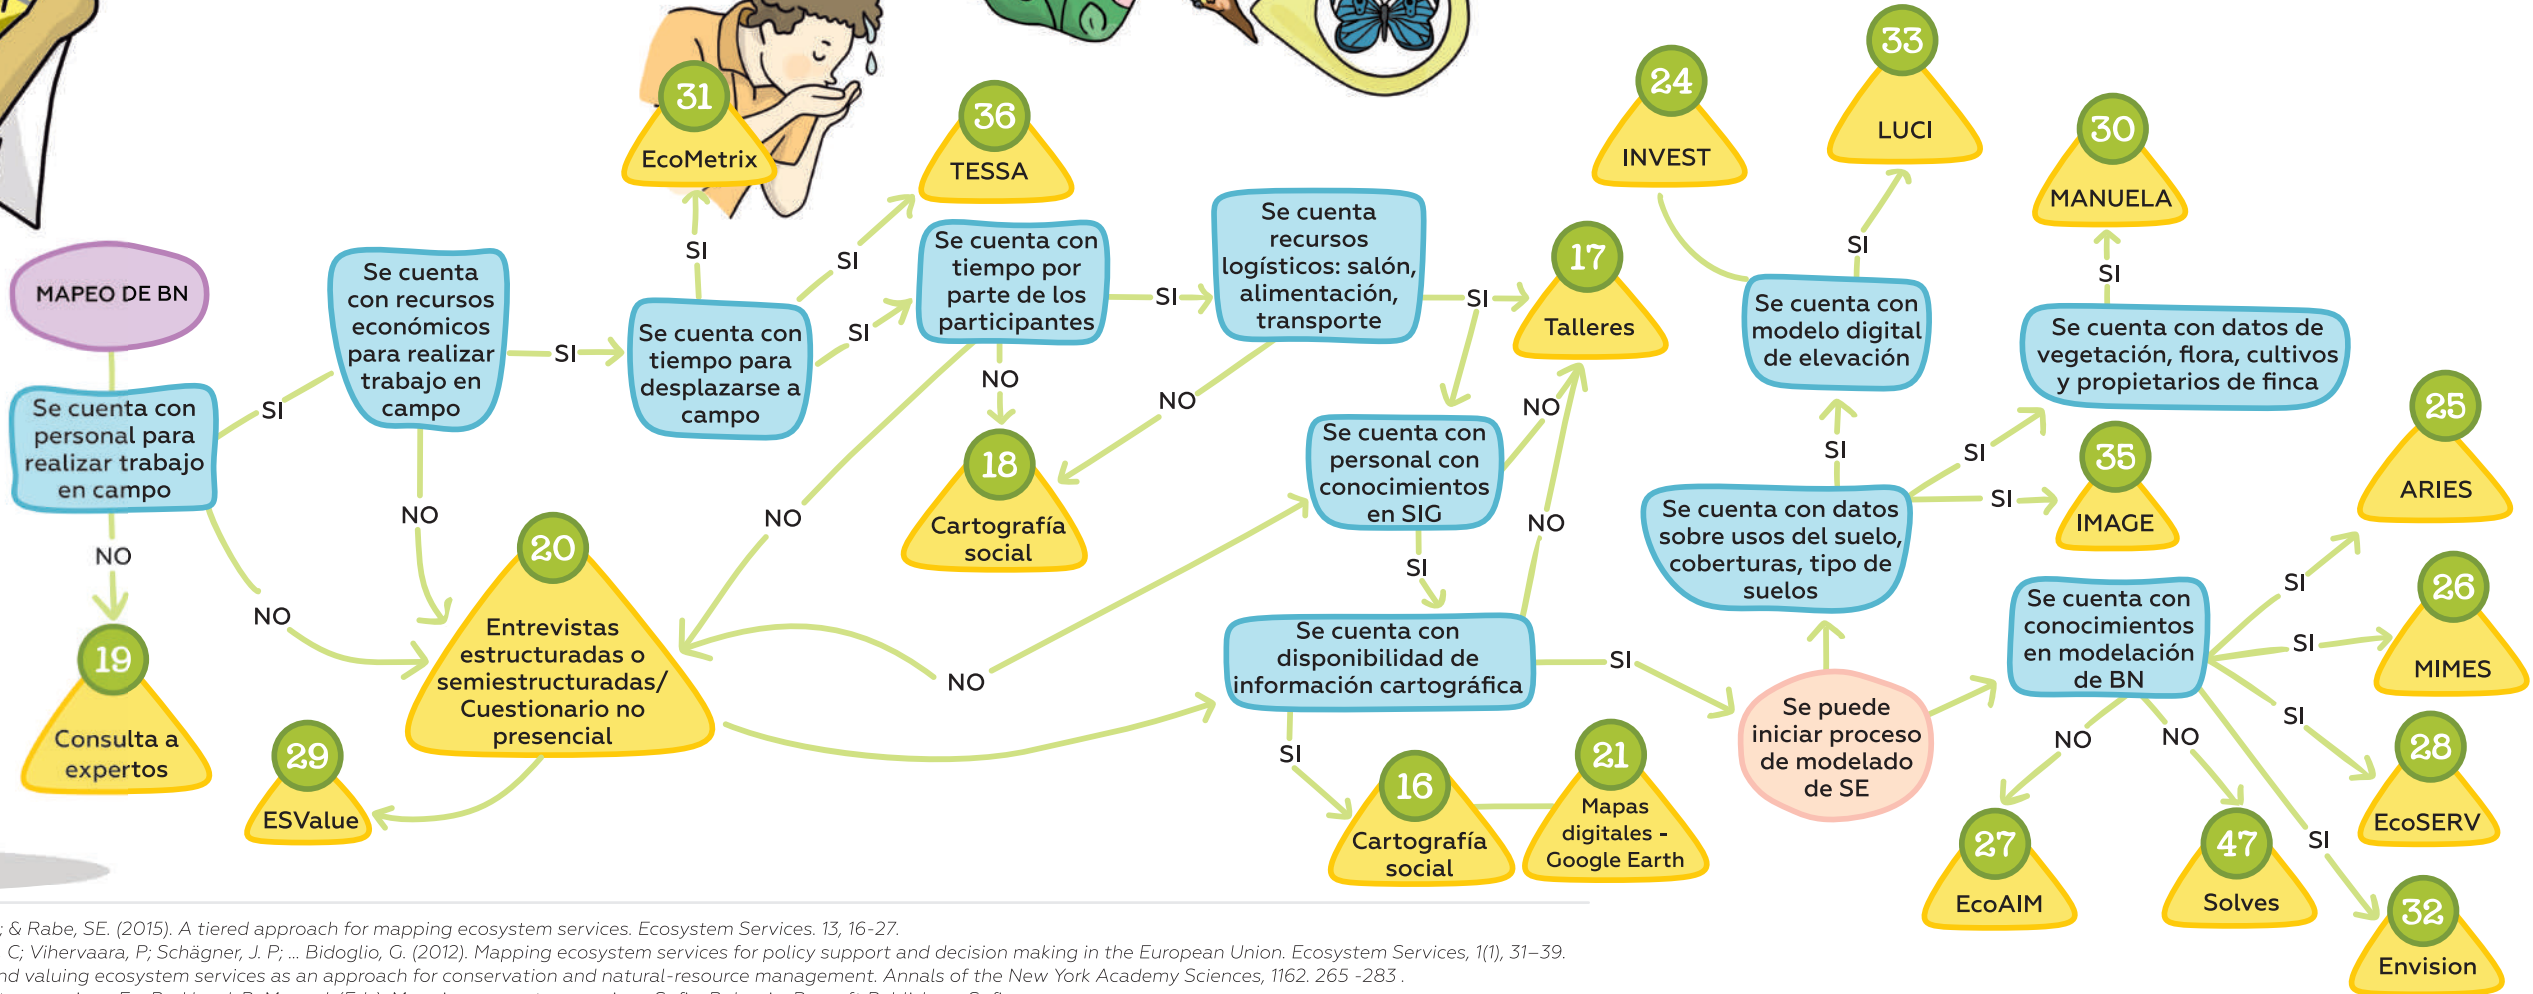 MAPEO DE BN
Se cuenta con
personal para
realizar trabajo
en campo
SI
NO
NO
19
Consulta a
expertos
Se cuenta
con recursos
económicos
para realizar
trabajo en
campo
SI
NO
20
Entrevistas
estructuradas o
semiestructuradas/
Cuestionario no
presencial
29
ESValue
31
EcoMetrix
SI
Se cuenta con
tiempo para
desplazarse a
campo
SI
SI
36
TESSA
Se cuenta con
tiempo por
parte de los
participantes
SI
NO
NO
18
Cartografía
social
Se cuenta
recursos
logísticos: salón,
alimentación,
transporte
SI
NO
17
Talleres
Se cuenta con
personal con
conocimientos
en SIG
NO
NO
SI
NO
Se cuenta con
disponibilidad de
información cartográfica
SI
SI
16
Cartografía
social
21
Mapas
digitales -
Google Earth
24
INVEST
33
LUCI
SI
Se cuenta con
modelo digital
de elevación
SI
30
MANUELA
SI
Se cuenta con datos de
vegetación, flora, cultivos
y propietarios de finca
Se cuenta con datos
sobre usos del suelo,
coberturas, tipo de
suelos
SI
SI
35
IMAGE
Se puede
iniciar proceso
de modelado
de SE
Se cuenta con
conocimientos
en modelación
de BN
SI
25
ARIES
SI
26
MIMES
SI
28
EcoSERV
SI
32
Envision
NO
27
EcoAIM
NO
47
Solves
; & Rabe, SE. (2015). A tiered approach for mapping ecosystem services. Ecosystem Services. 13, 16-27.
C; Vihervaara, P; Schägner, J. P; ... Bidoglio, G. (2012). Mapping ecosystem services for policy support and decision making in the European Union. Ecosystem Services, 1(1), 31–39.
nd valuing ecosystem services as an approach for conservation and natural-resource management. Annals of the New York Academy Sciences, 1162. 265 -283 .